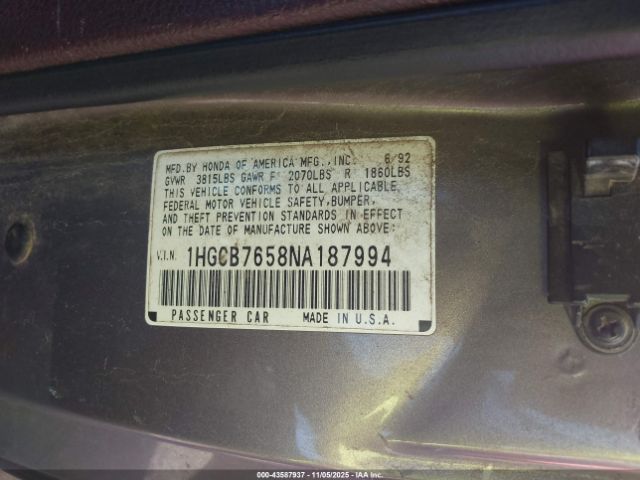 MFD.BY HONDA OF AMERICA MFG.,INC. 6/92
GVWR 3815LBS GAWR F 2070LBS R 1860LBS
THIS VEHICLE CONFORMS TO ALL APPLICABLE
FEDERAL MOTOR VEHICLE SAFETY,BUMPER,
AND THEFT PREVENTION STANDARDS IN EFFECT
ON THE DATE OF MANUFACTURE SHOWN ABOVE:
V.I.N. 1HGCB7658NA187994
PASSENGER CAR MADE IN U.S.A.
© Owner - 43587937 - 11/05/2025 - IAA, Inc.